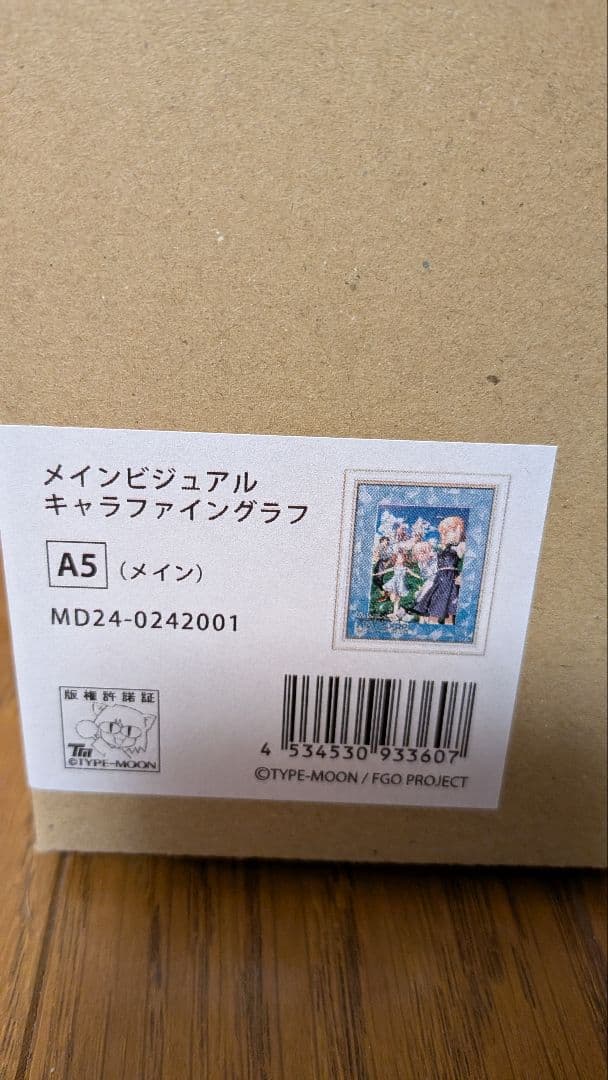 メインビジュアル
キャラファイングラフ
A5 (メイン)
MD24-0242001
版権許諾証
TM
©TYPE-MOON
4 534530 933607
©TYPE-MOON / FGO PROJECT